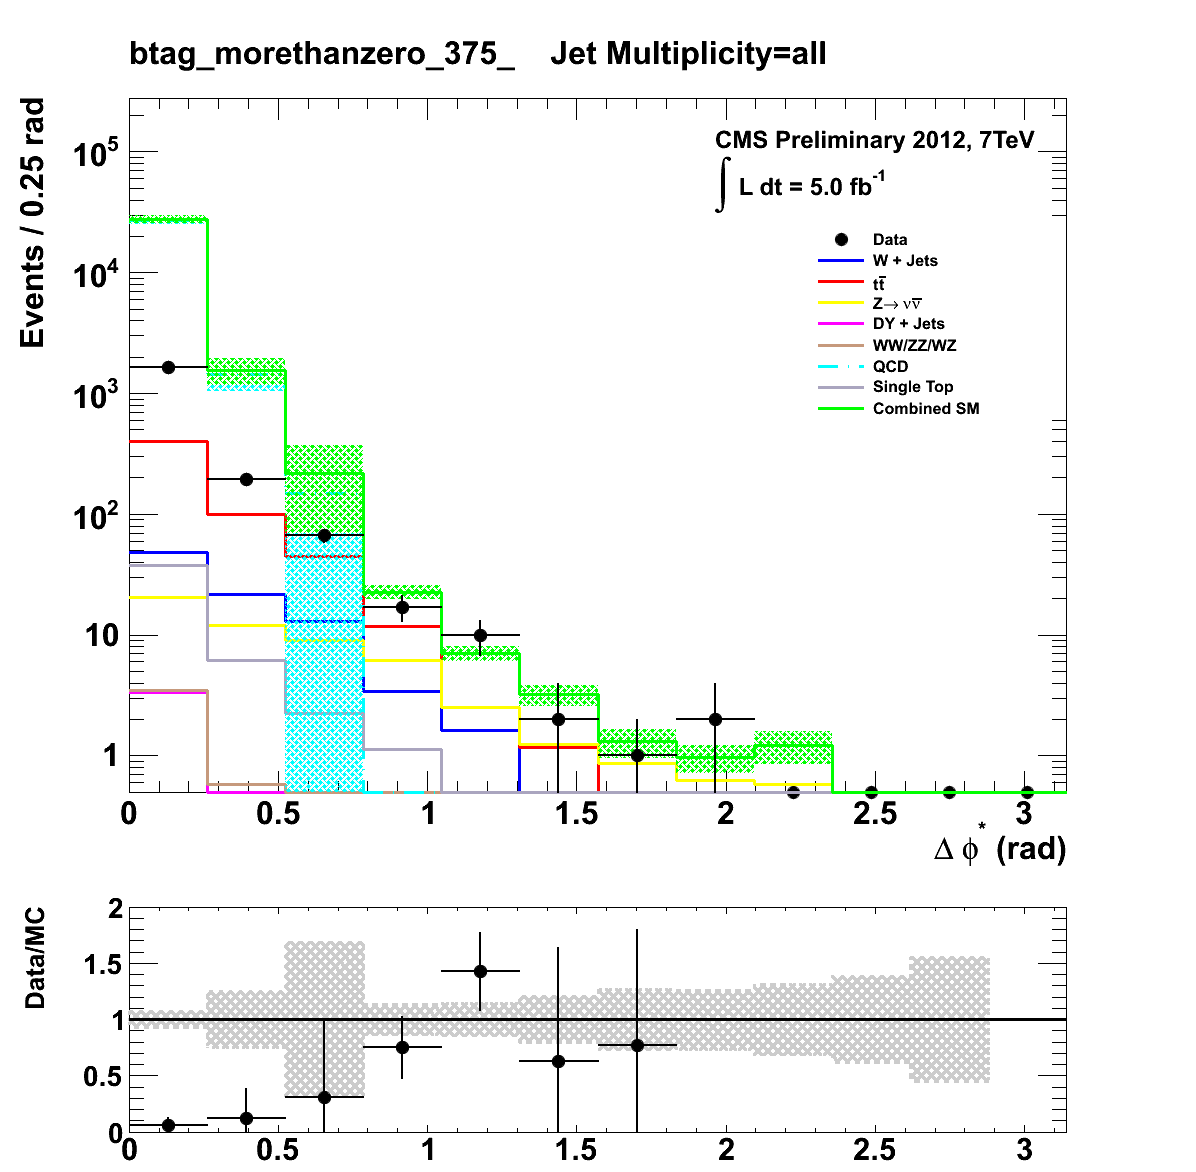 btag_morethanzero_375_ Jet Multiplicity=all
Events / 0.25 rad
CMS Preliminary 2012, 7TeV
∫ L dt = 5.0 fb⁻¹
Data
W + Jets
tt̅
Z→ νν̅
DY + Jets
WW/ZZ/WZ
QCD
Single Top
Combined SM
10⁵
10⁴
10³
10²
10
1
0 0.5 1 1.5 2 2.5 3
Δ ϕ* (rad)
Data/MC
2
1.5
1
0.5
0
0 0.5 1 1.5 2 2.5 3